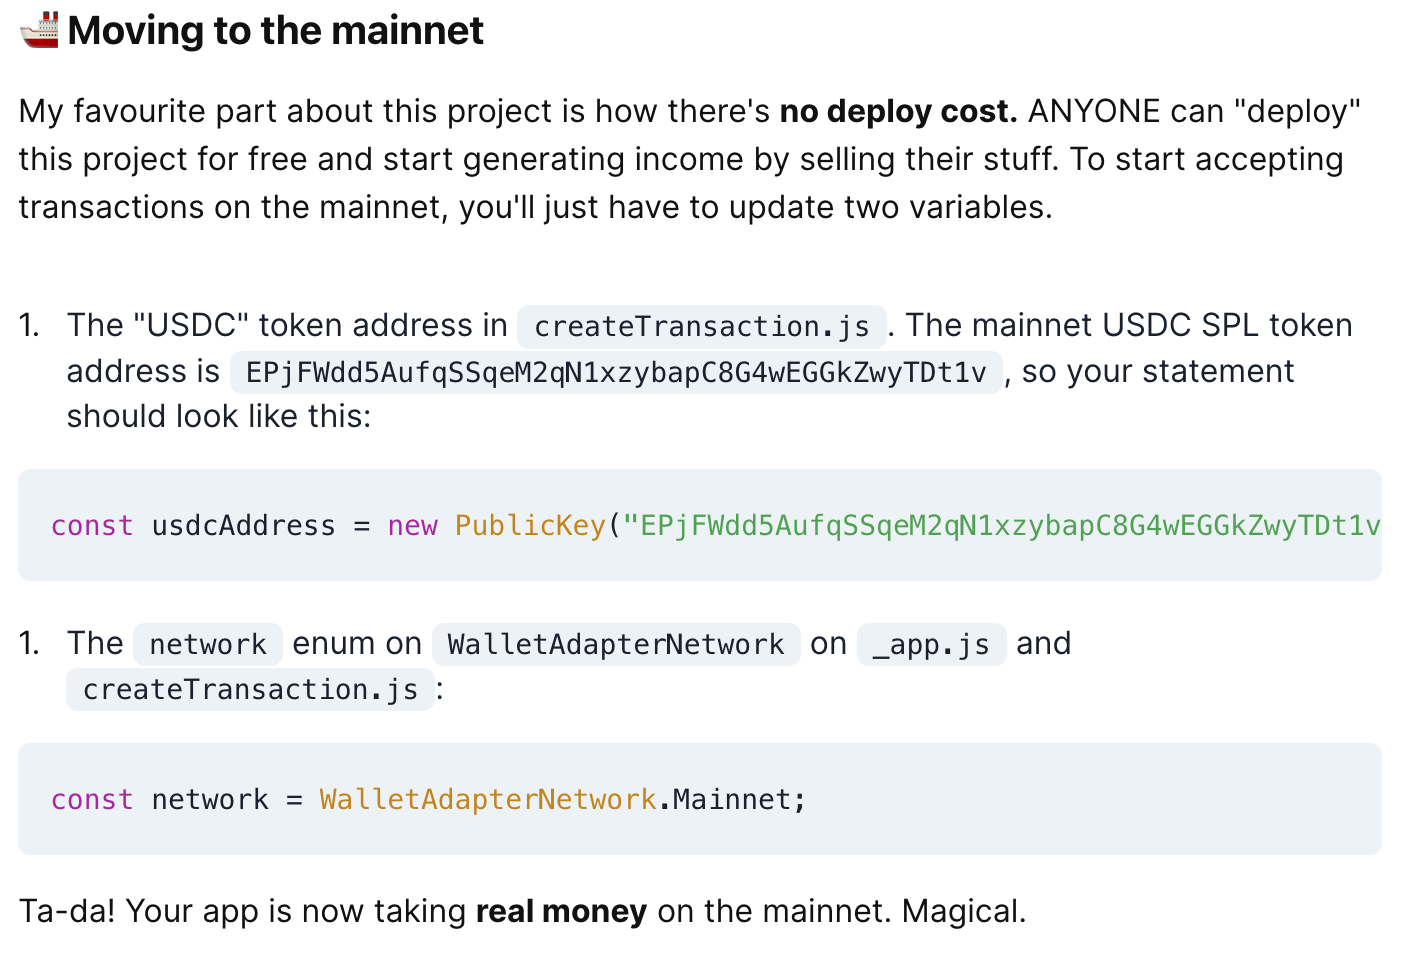 🚢 Moving to the mainnet
My favourite part about this project is how there's no deploy cost. ANYONE can "deploy"
this project for free and start generating income by selling their stuff. To start accepting
transactions on the mainnet, you'll just have to update two variables.
1. The "USDC" token address in createTransaction.js . The mainnet USDC SPL token
address is EPjFWdd5AufqSSqeM2qN1xzybapC8G4wEGGkZwyTDt1v , so your statement
should look like this:
const usdcAddress = new PublicKey("EPjFWdd5AufqSSqeM2qN1xzybapC8G4wEGGkZwyTDt1v
1. The network enum on WalletAdapterNetwork on _app.js and
createTransaction.js :
const network = WalletAdapterNetwork.Mainnet;
Ta-da! Your app is now taking real money on the mainnet. Magical.